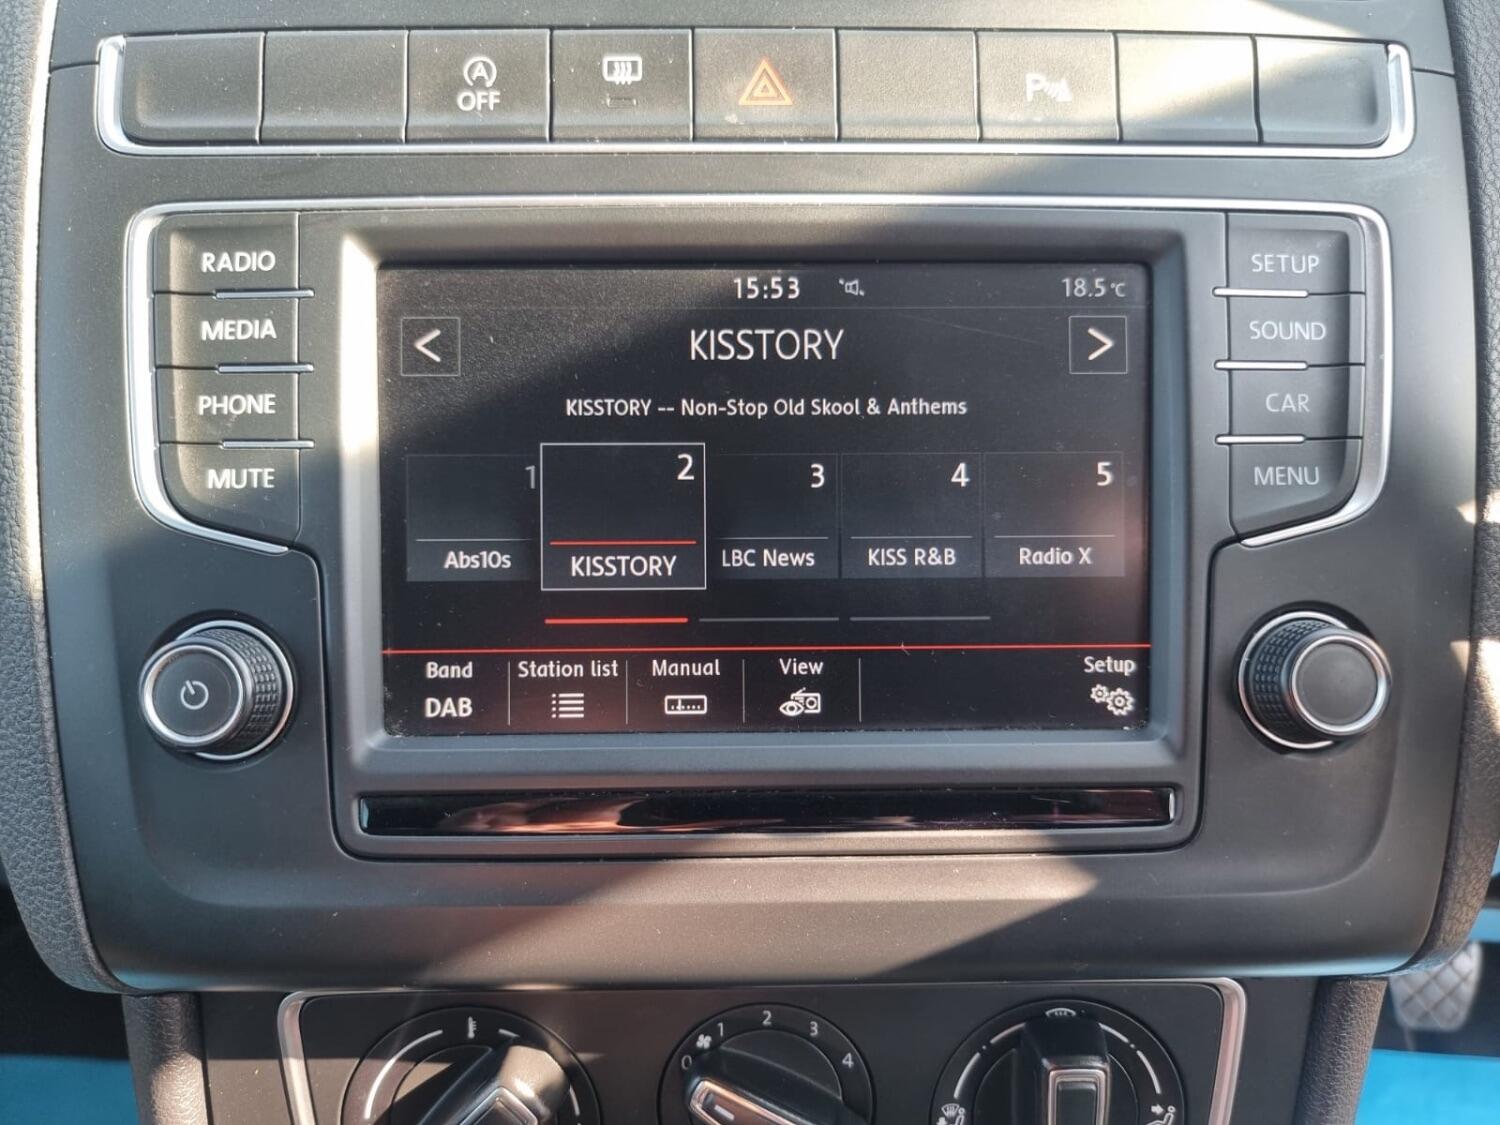 A
OFF
P
RADIO
MEDIA
PHONE
MUTE
15:53
18.5°C
<
KISSTORY
>
KISSTORY -- Non-Stop Old Skool & Anthems
1
2
3
4
5
Abs10s
KISSTORY
LBC News
KISS R&B
Radio X
Band
Station list
Manual
View
Setup
DAB
SETUP
SOUND
CAR
MENU
0
1
2
3
4